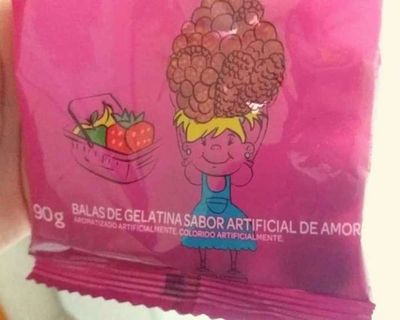 90g
BALAS DE GELATINA SABOR ARTIFICIAL DE AMOR
AROMATIZADO ARTIFICIALMENTE. COLORIDO ARTIFICIALMENTE.